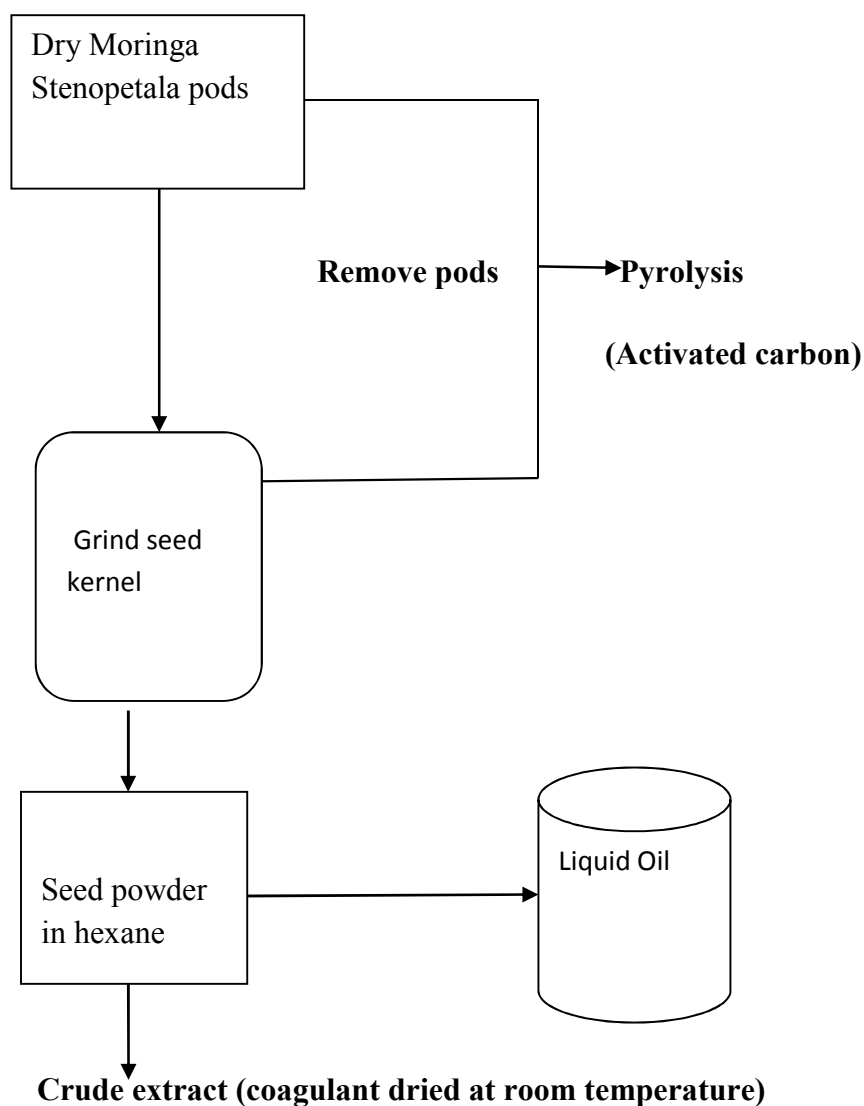 Dry Moringa
Stenopetala pods
Remove pods
Pyrolysis
(Activated carbon)
Grind seed
kernel
Seed powder
in hexane
Liquid Oil
Crude extract (coagulant dried at room temperature)